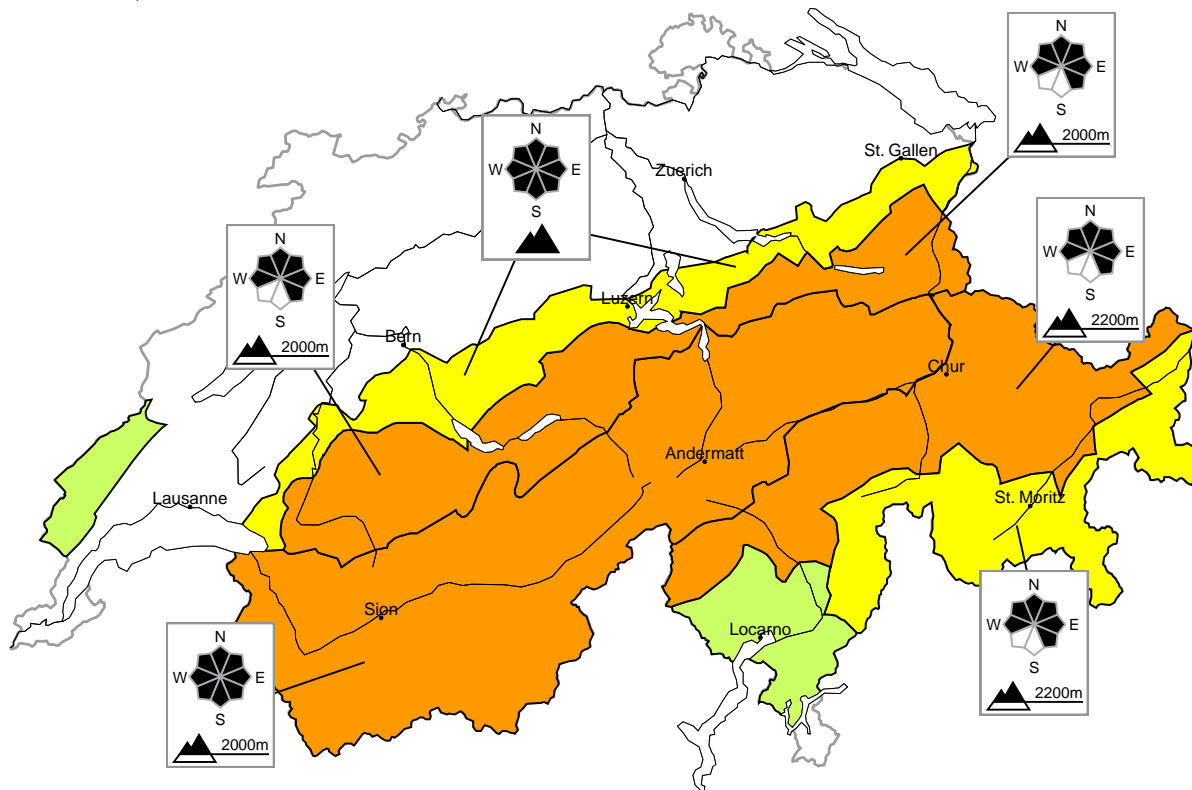 N
W E
S
2000m
N
W E
S
St. Gallen
Zuerich
N
W E
S
2200m
N
W E
S
2000m
Luzern
Bern
Chur
Andermatt
Lausanne
St. Moritz
N
W E
S
2200m
Sion
Locarno
N
W E
S
2000m